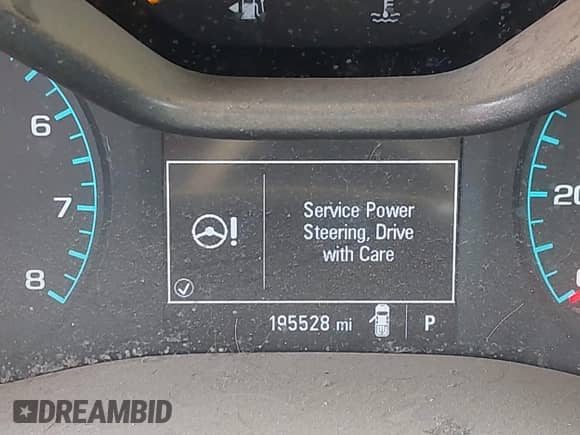 6
7
8
Service Power
Steering, Drive
with Care
195528 mi
P
20
DREAMBID